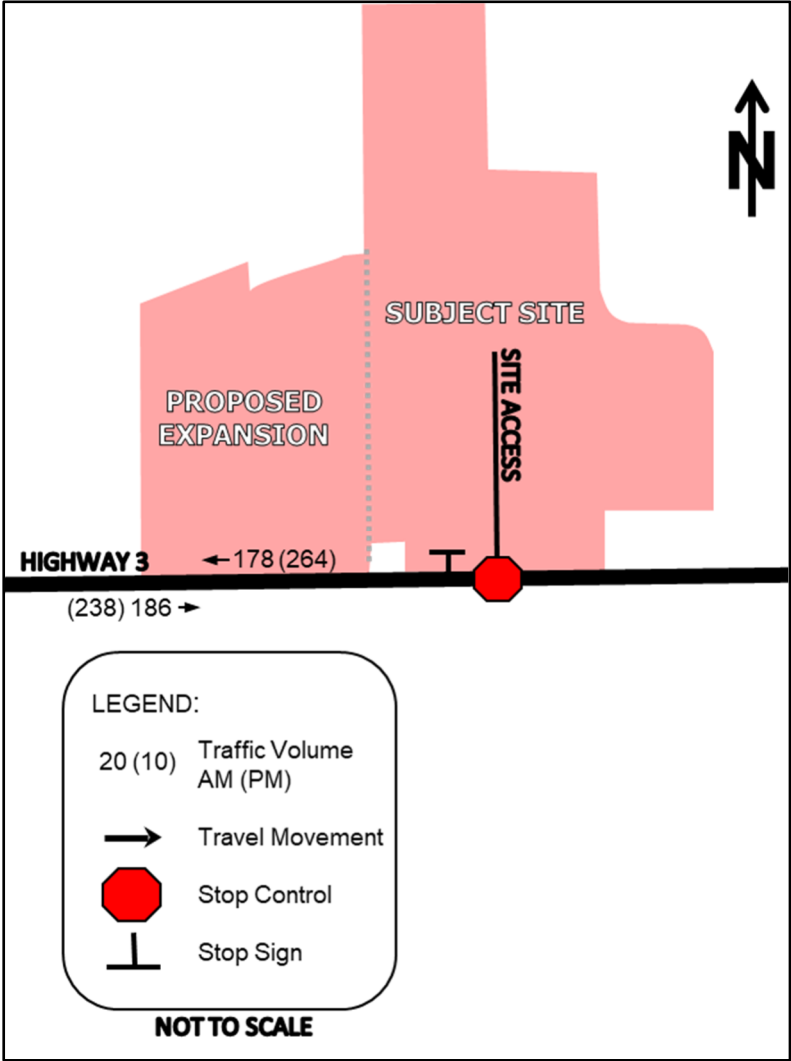 N
SUBJECT SITE
SITE ACCESS
PROPOSED
EXPANSION
HIGHWAY 3
178 (264)
(238) 186
LEGEND:
20 (10)
Traffic Volume
AM (PM)
Travel Movement
Stop Control
Stop Sign
NOT TO SCALE